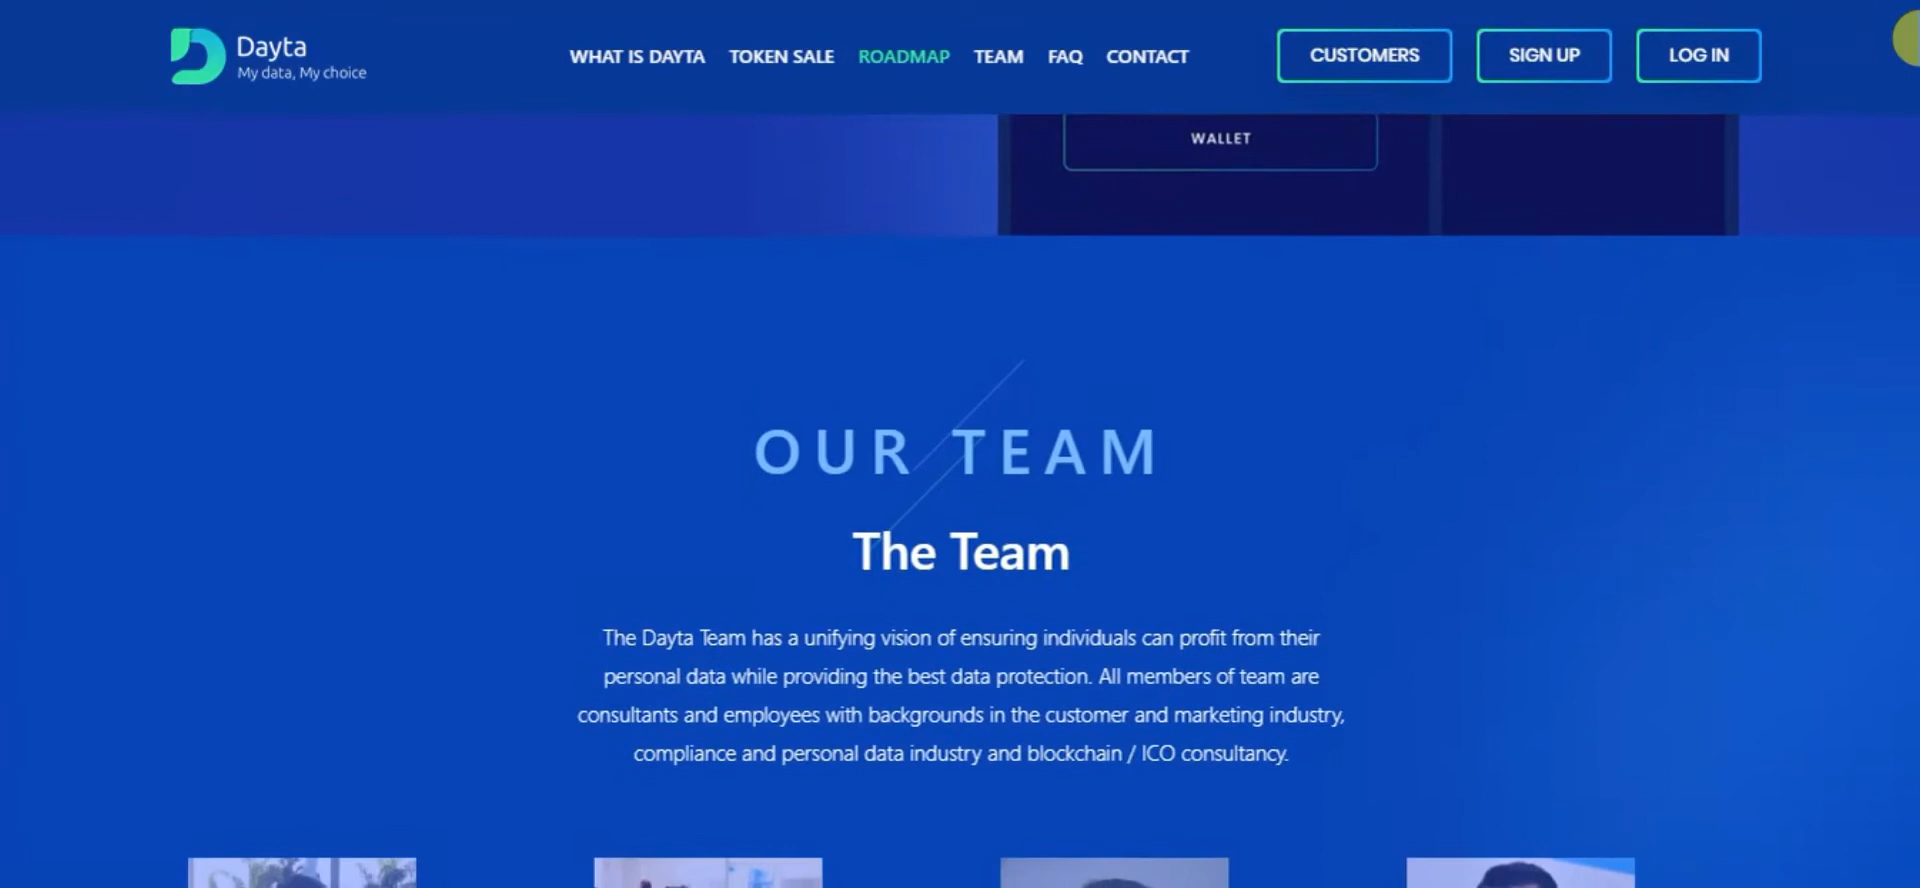 Dayta
My data, My choice
WHAT IS DAYTA TOKEN SALE ROADMAP TEAM FAQ CONTACT CUSTOMERS SIGN UP LOG IN
WALLET
OUR TEAM
The Team
The Dayta Team has a unifying vision of ensuring individuals can profit from their
personal data while providing the best data protection. All members of team are
consultants and employees with backgrounds in the customer and marketing industry,
compliance and personal data industry and blockchain / ICO consultancy.